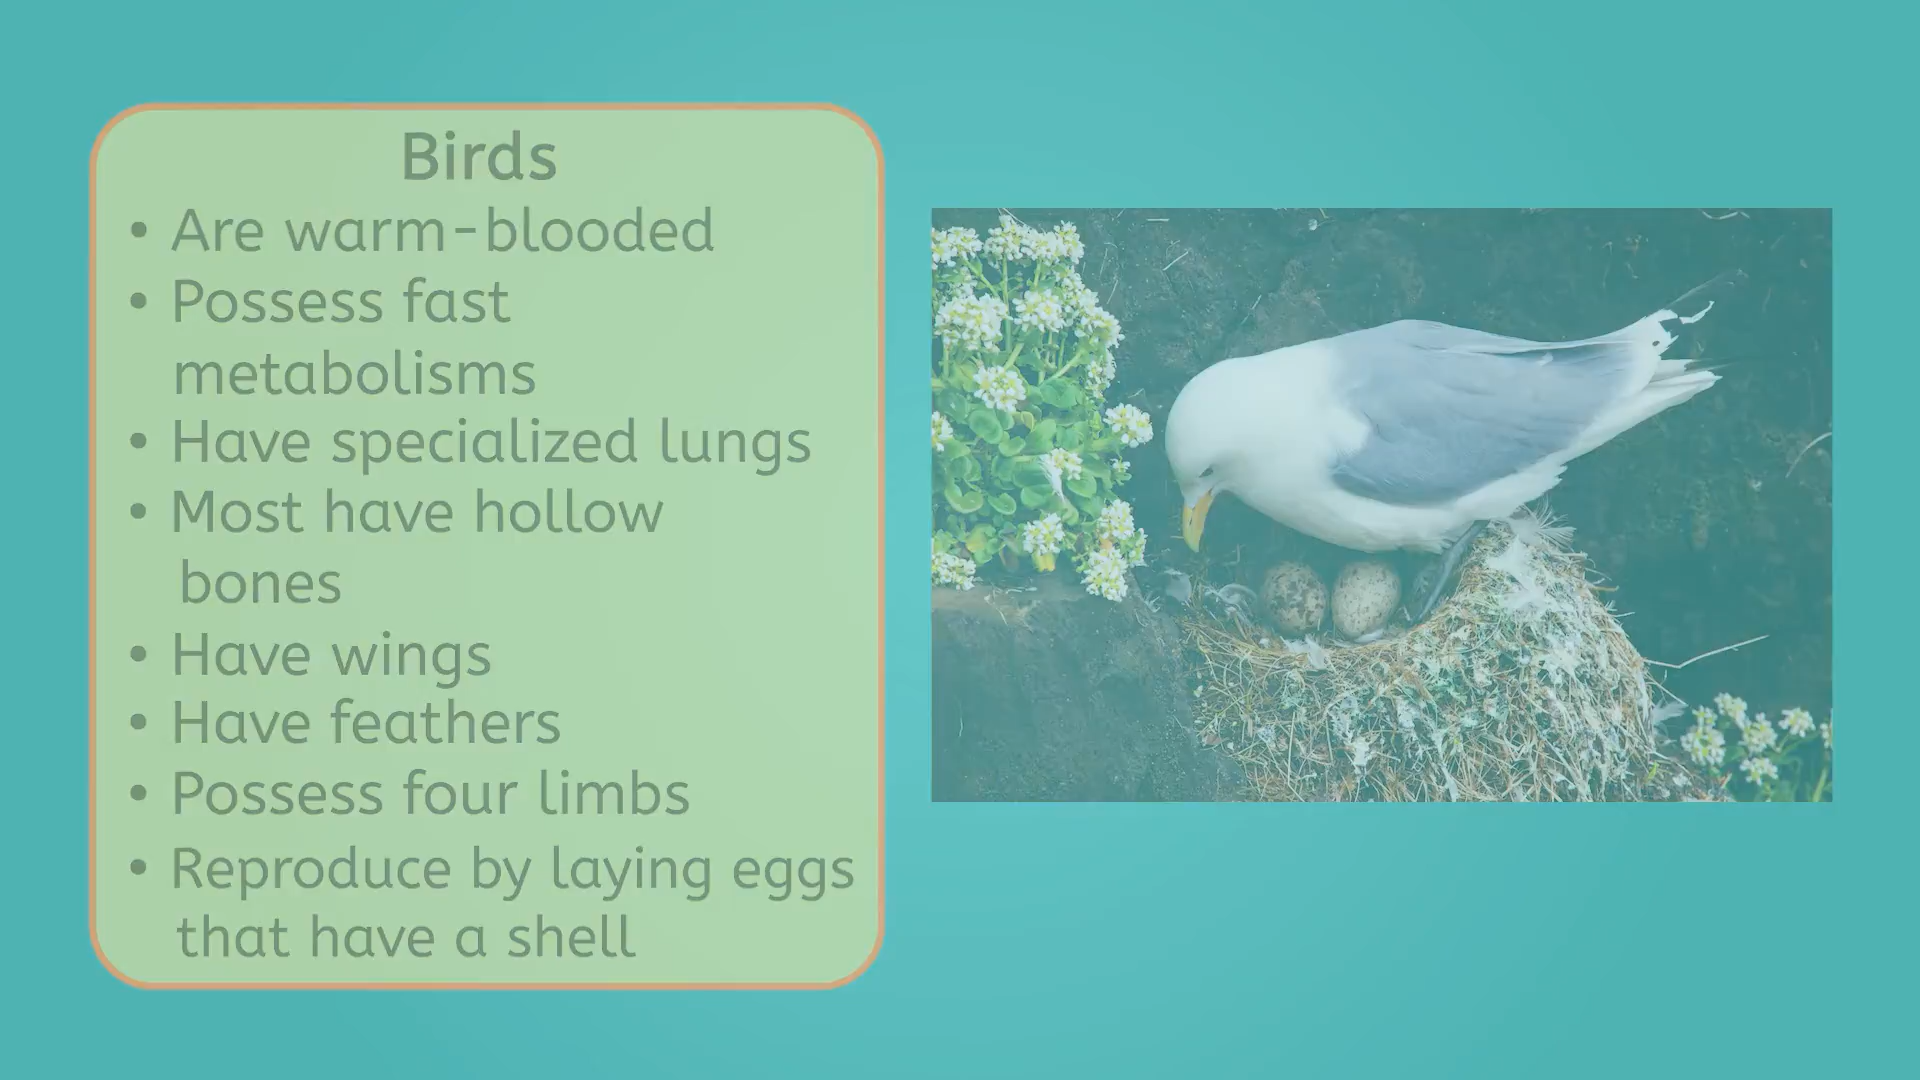 Birds
• Are warm-blooded
• Possess fast
metabolisms
• Have specialized lungs
• Most have hollow
bones
• Have wings
• Have feathers
• Possess four limbs
• Reproduce by laying eggs
that have a shell